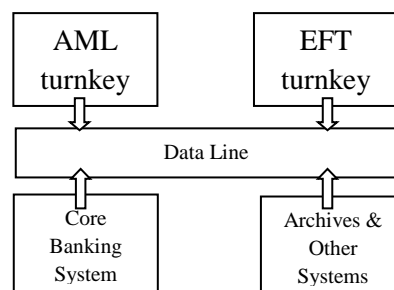 AML
turnkey
EFT
turnkey
Data Line
Core
Banking
System
Archives &
Other
Systems